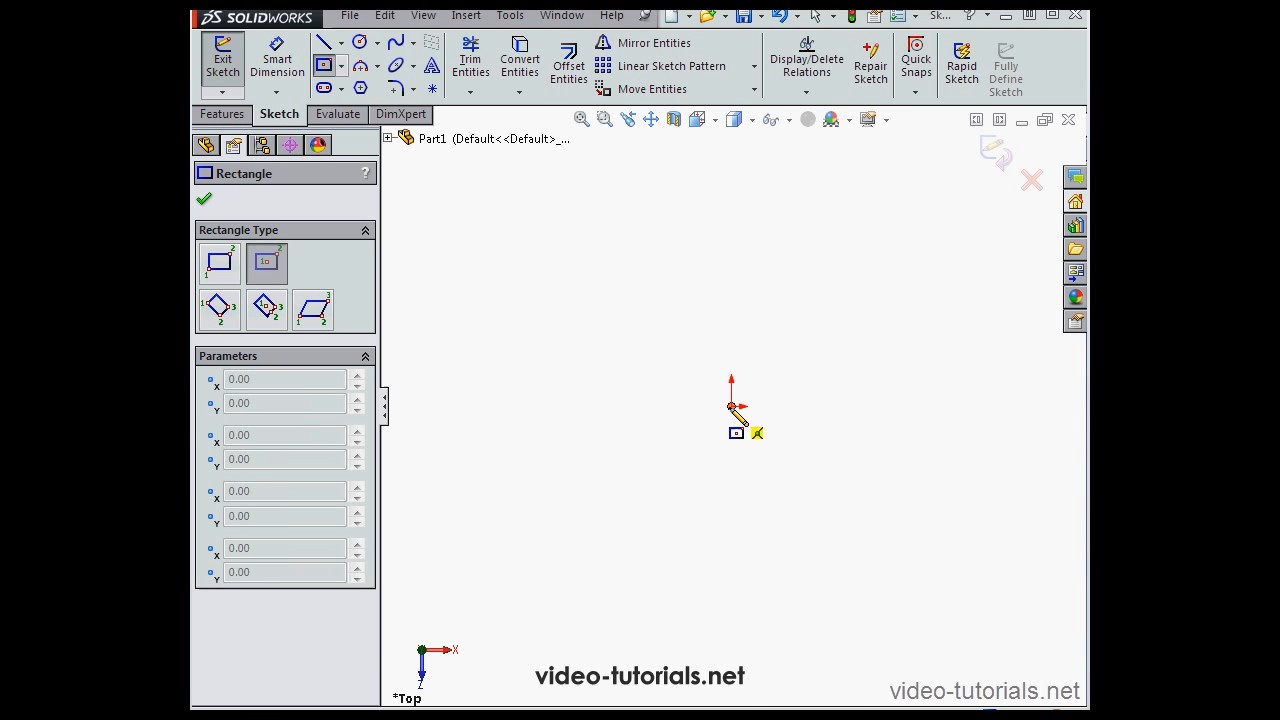 SOLIDWORKS File Edit View Insert Tools Window Help Sk... ?
Exit Sketch
Smart Dimension
Trim Entities
Convert Entities
Offset Entities
Mirror Entities
Linear Sketch Pattern
Move Entities
Display/Delete Relations
Repair Sketch
Quick Snaps
Rapid Sketch
Fully Define Sketch
Features Sketch Evaluate DimXpert
Part1 (Default<<Default>_...
Rectangle ?
Rectangle Type
Parameters
X 0.00
Y 0.00
X 0.00
Y 0.00
X 0.00
Y 0.00
X 0.00
Y 0.00
X
Z
*Top
video-tutorials.net
video-tutorials.net